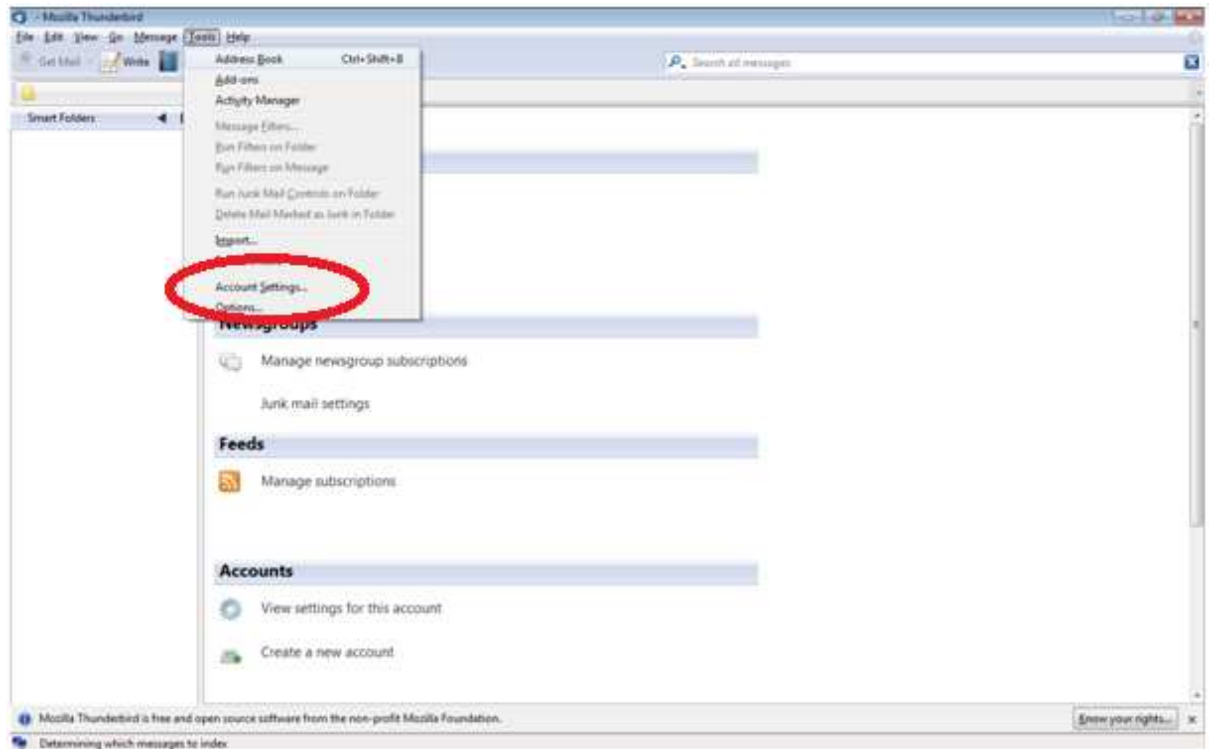 - Mozilla Thunderbird
File Edit View Go Message Tools Help
Get Mail Write
Search all messages
Address Book Ctrl+Shift+B
Add-ons
Activity Manager
Message Filters...
Run Filters on Folder
Run Filters on Message
Run Junk Mail Controls on Folder
Delete Mail Marked as Junk in Folder
Import...
Account Settings...
Options...
Smart Folders
Newsgroups
Manage newsgroup subscriptions
Junk mail settings
Feeds
Manage subscriptions
Accounts
View settings for this account
Create a new account
Mozilla Thunderbird is free and open source software from the non-profit Mozilla Foundation.
Know your rights...
Determining which messages to index